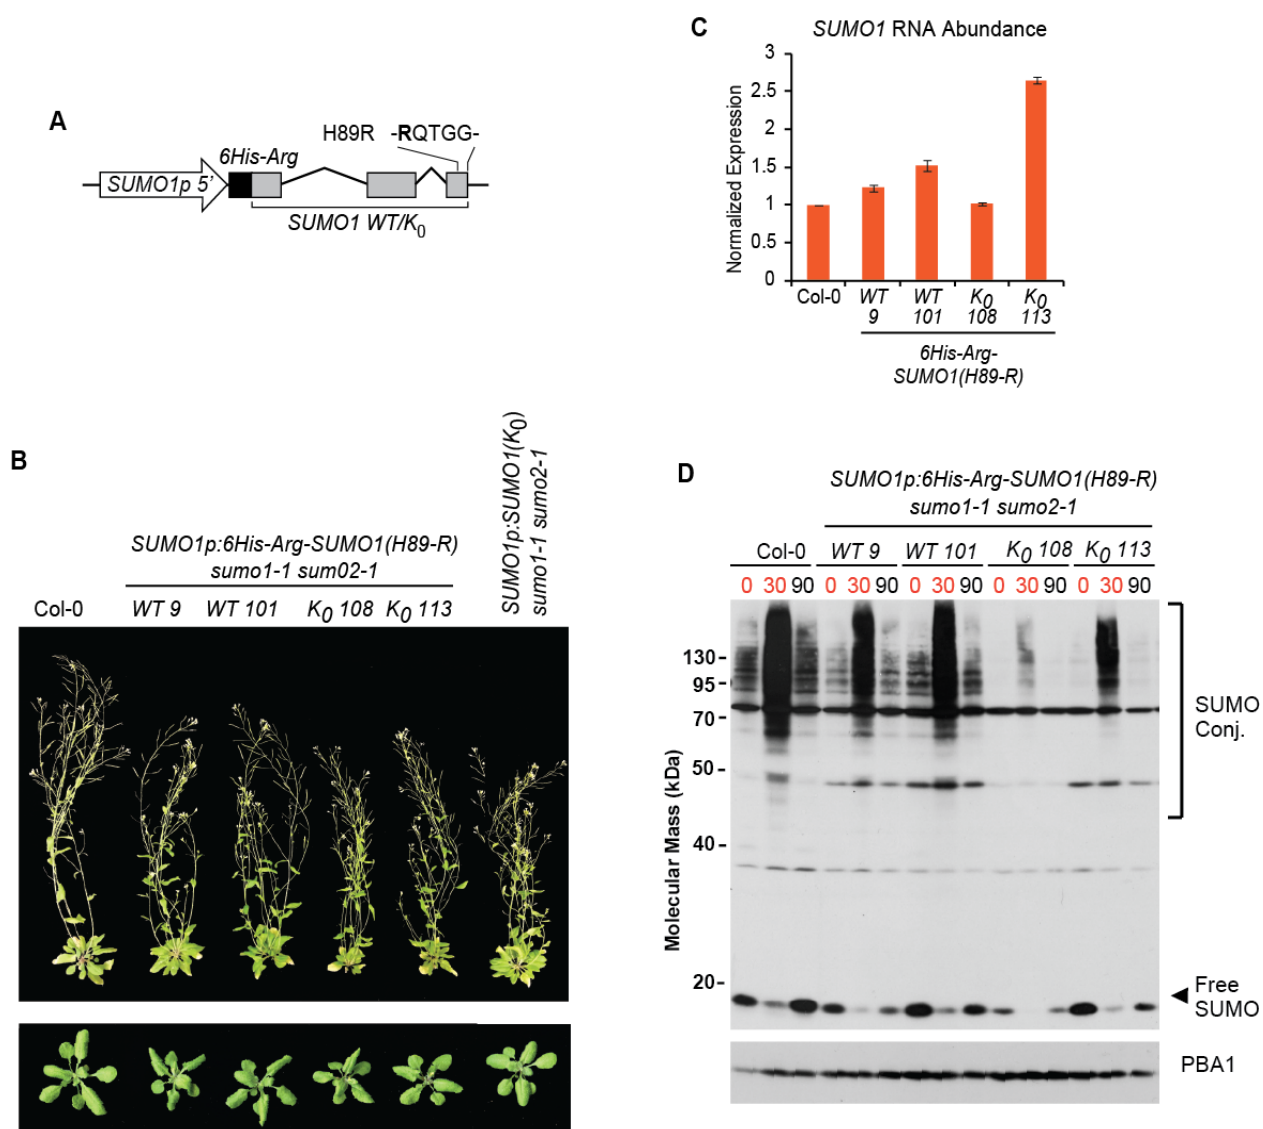 A
H89R -RQTGG-
6His-Arg
SUMO1p 5’
SUMO1 WT/K0
C
SUMO1 RNA Abundance
Normalized Expression
3
2.5
2
1.5
1
0.5
0
Col-0
WT 9
WT 101
K0 108
K0 113
6His-Arg-
SUMO1(H89-R)
B
SUMO1p:6His-Arg-SUMO1(H89-R)
sumo1-1 sum02-1
SUMO1p:SUMO1(K0)
sumo1-1 sumo2-1
Col-0 WT 9 WT 101 K0 108 K0 113
D
SUMO1p:6His-Arg-SUMO1(H89-R)
sumo1-1 sumo2-1
Col-0 WT 9 WT 101 K0 108 K0 113
0 30 90 0 30 90 0 30 90 0 30 90 0 30 90
Molecular Mass (kDa)
130-
95-
70-
50-
40-
20-
SUMO
Conj.
Free
SUMO
PBA1